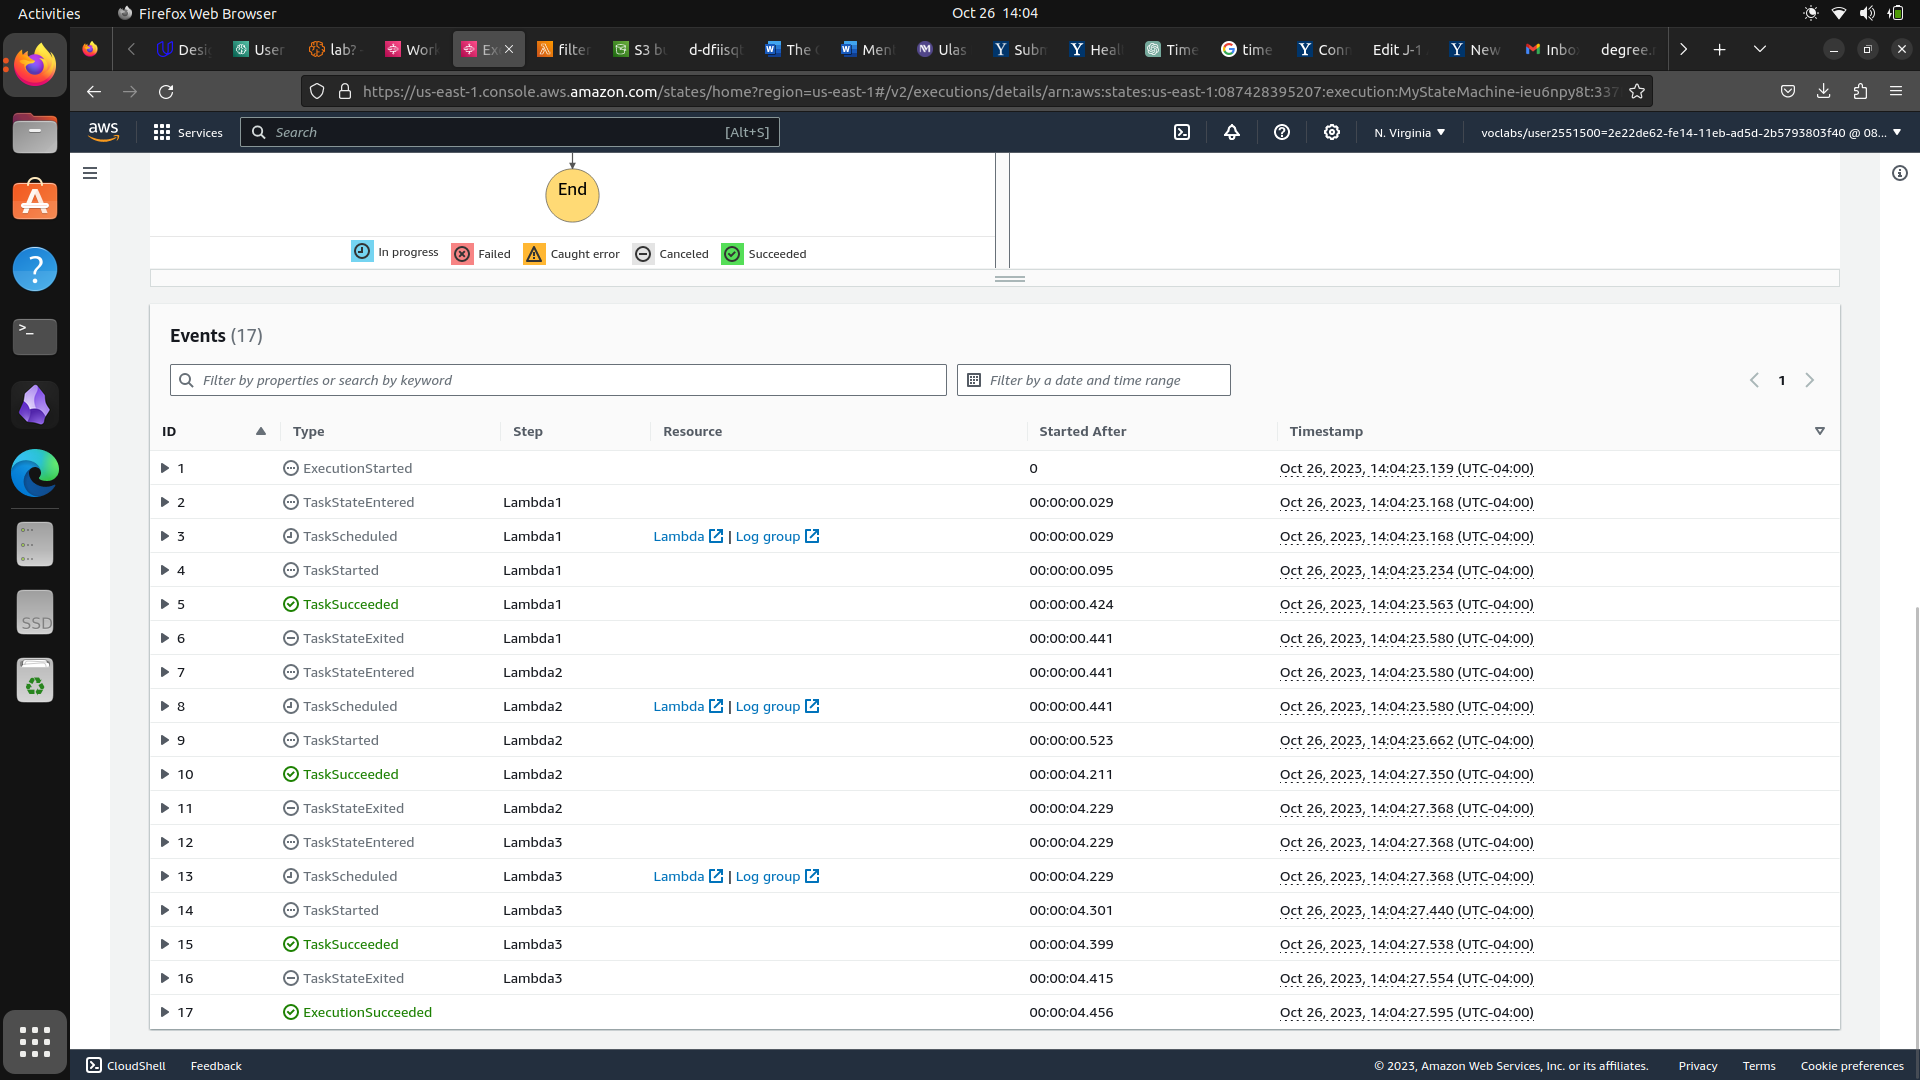 Activities Firefox Web Browser Oct 26 14:04
Desi User lab? Work Ex filter S3 bu d-dfiisq The Ment Ulas Subm Heal Time time Conn Edit J-1 New Inbo degree.
https://us-east-1.console.aws.amazon.com/states/home?region=us-east-1#/v2/executions/details/arn:aws:states:us-east-1:087428395207:execution:MyStateMachine-ieu6npy8t:337
aws Services Search [Alt+S] N. Virginia voclabs/user2551500=2e22de62-fe14-11eb-ad5d-2b5793803f40 @ 08...
End
In progress Failed Caught error Canceled Succeeded
Events (17)
Filter by properties or search by keyword Filter by a date and time range 1
ID Type Step Resource Started After Timestamp
1 ExecutionStarted 0 Oct 26, 2023, 14:04:23.139 (UTC-04:00)
2 TaskStateEntered Lambda1 00:00:00.029 Oct 26, 2023, 14:04:23.168 (UTC-04:00)
3 TaskScheduled Lambda1 Lambda | Log group 00:00:00.029 Oct 26, 2023, 14:04:23.168 (UTC-04:00)
4 TaskStarted Lambda1 00:00:00.095 Oct 26, 2023, 14:04:23.234 (UTC-04:00)
5 TaskSucceeded Lambda1 00:00:00.424 Oct 26, 2023, 14:04:23.563 (UTC-04:00)
6 TaskStateExited Lambda1 00:00:00.441 Oct 26, 2023, 14:04:23.580 (UTC-04:00)
7 TaskStateEntered Lambda2 00:00:00.441 Oct 26, 2023, 14:04:23.580 (UTC-04:00)
8 TaskScheduled Lambda2 Lambda | Log group 00:00:00.441 Oct 26, 2023, 14:04:23.580 (UTC-04:00)
9 TaskStarted Lambda2 00:00:00.523 Oct 26, 2023, 14:04:23.662 (UTC-04:00)
10 TaskSucceeded Lambda2 00:00:04.211 Oct 26, 2023, 14:04:27.350 (UTC-04:00)
11 TaskStateExited Lambda2 00:00:04.229 Oct 26, 2023, 14:04:27.368 (UTC-04:00)
12 TaskStateEntered Lambda3 00:00:04.229 Oct 26, 2023, 14:04:27.368 (UTC-04:00)
13 TaskScheduled Lambda3 Lambda | Log group 00:00:04.229 Oct 26, 2023, 14:04:27.368 (UTC-04:00)
14 TaskStarted Lambda3 00:00:04.301 Oct 26, 2023, 14:04:27.440 (UTC-04:00)
15 TaskSucceeded Lambda3 00:00:04.399 Oct 26, 2023, 14:04:27.538 (UTC-04:00)
16 TaskStateExited Lambda3 00:00:04.415 Oct 26, 2023, 14:04:27.554 (UTC-04:00)
17 ExecutionSucceeded 00:00:04.456 Oct 26, 2023, 14:04:27.595 (UTC-04:00)
SSD
CloudShell Feedback © 2023, Amazon Web Services, Inc. or its affiliates. Privacy Terms Cookie preferences